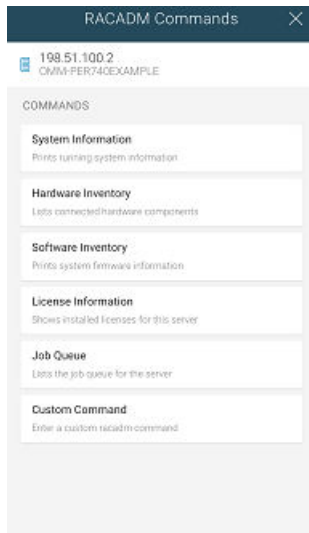 RACADM Commands
198.51.100.2
OMM-PER740EXAMPLE
COMMANDS
System Information
Prints running system information
Hardware Inventory
Lists connected hardware components
Software Inventory
Prints system firmware information
License Information
Shows installed licenses for this server
Job Queue
Lists the job queue for the server
Custom Command
Enter a custom racadm command